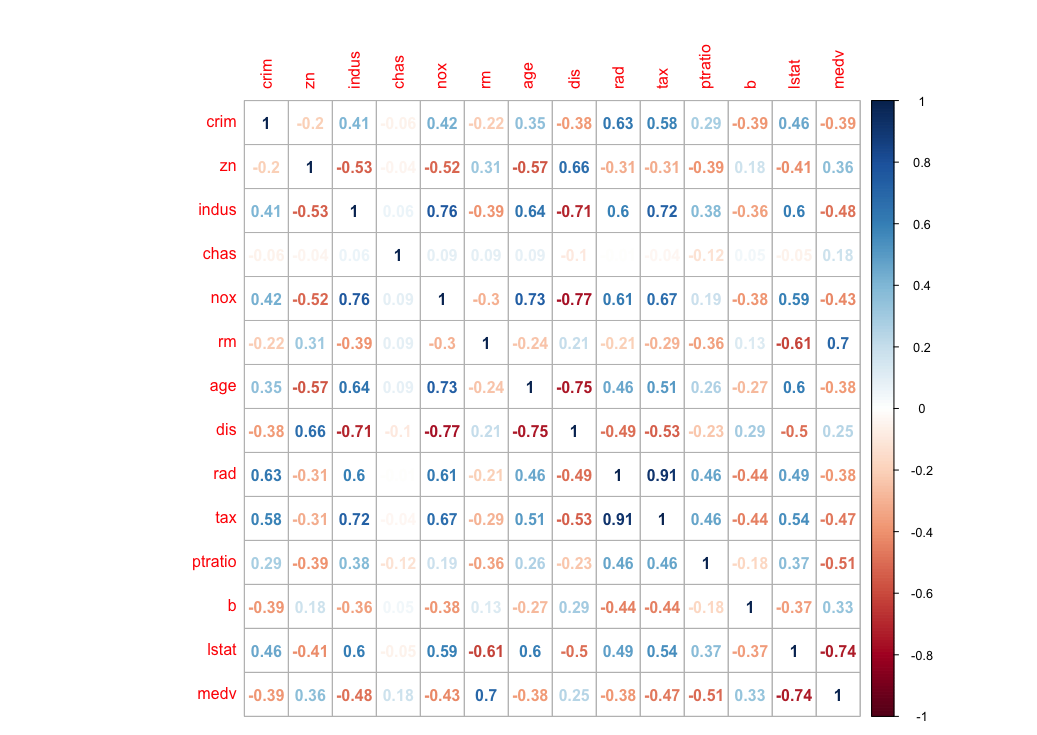 crim zn indus chas nox rm age dis rad tax ptratio b lstat medv
crim 1 -0.2 0.41 -0.06 0.42 -0.22 0.35 -0.38 0.63 0.58 0.29 -0.39 0.46 -0.39 1
zn -0.2 1 -0.53 -0.04 -0.52 0.31 -0.57 0.66 -0.31 -0.31 -0.39 0.18 -0.41 0.36 0.8
indus 0.41 -0.53 1 0.06 0.76 -0.39 0.64 -0.71 0.6 0.72 0.38 -0.36 0.6 -0.48 0.6
chas -0.06 -0.04 0.06 1 0.09 0.09 0.09 -0.1 -0.04 -0.12 0.05 -0.05 0.18
nox 0.42 -0.52 0.76 0.09 1 -0.3 0.73 -0.77 0.61 0.67 0.19 -0.38 0.59 -0.43 0.4
rm -0.22 0.31 -0.39 0.09 -0.3 1 -0.24 0.21 -0.21 -0.29 -0.36 0.13 -0.61 0.7 0.2
age 0.35 -0.57 0.64 0.09 0.73 -0.24 1 -0.75 0.46 0.51 0.26 -0.27 0.6 -0.38 0
dis -0.38 0.66 -0.71 -0.1 -0.77 0.21 -0.75 1 -0.49 -0.53 -0.23 0.29 -0.5 0.25
rad 0.63 -0.31 0.6 0.61 -0.21 0.46 -0.49 1 0.91 0.46 -0.44 0.49 -0.38 -0.2
tax 0.58 -0.31 0.72 -0.04 0.67 -0.29 0.51 -0.53 0.91 1 0.46 -0.44 0.54 -0.47 -0.4
ptratio 0.29 -0.39 0.38 -0.12 0.19 -0.36 0.26 -0.23 0.46 0.46 1 -0.18 0.37 -0.51
b -0.39 0.18 -0.36 0.05 -0.38 0.13 -0.27 0.29 -0.44 -0.44 -0.18 1 -0.37 0.33 -0.6
lstat 0.46 -0.41 0.6 -0.05 0.59 -0.61 0.6 -0.5 0.49 0.54 0.37 -0.37 1 -0.74 -0.8
medv -0.39 0.36 -0.48 0.18 -0.43 0.7 -0.38 0.25 -0.38 -0.47 -0.51 0.33 -0.74 1 -1